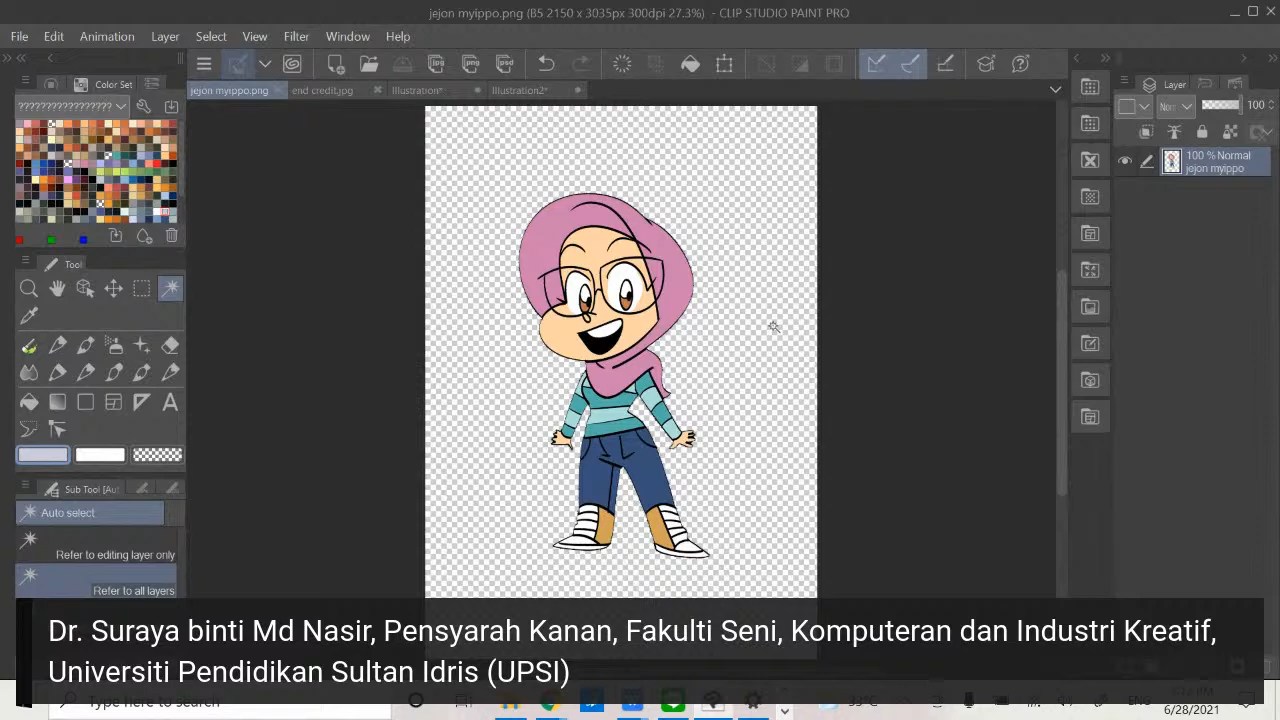 jejon myippo.png (B5 2150 x 3035px 300dpi 27.3%) - CLIP STUDIO PAINT PRO
File Edit Animation Layer Select View Filter Window Help
jejon myippo.png end credit.jpg Illustration* Illustration2*
Color Set
?????????????????
Layer
Norn 100
100 % Normal
jejon myippo
Tool
Sub Tool [Aut
Auto select
Refer to editing layer only
Refer to all layers
Dr. Suraya binti Md Nasir, Pensyarah Kanan, Fakulti Seni, Komputeran dan Industri Kreatif,
Universiti Pendidikan Sultan Idris (UPSI)
Type here to search
33°C
ENG
6/28/2021